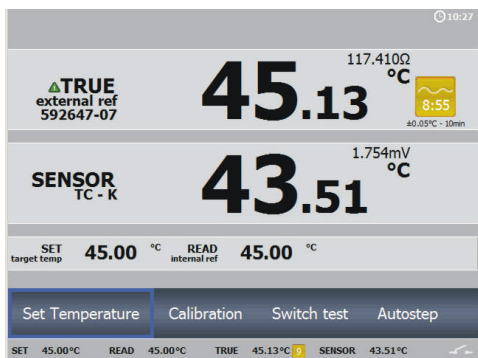 10:27
117.410Ω
TRUE 45.13 °C
external ref
592647-07
8:55
±0.05°C - 10min
1.754mV
SENSOR 43.51 °C
TC - K
SET 45.00 °C READ 45.00 °C
target temp internal ref
Set Temperature Calibration Switch test Autostep
SET 45.00°C READ 45.00°C TRUE 45.13°C 9 SENSOR 43.51°C